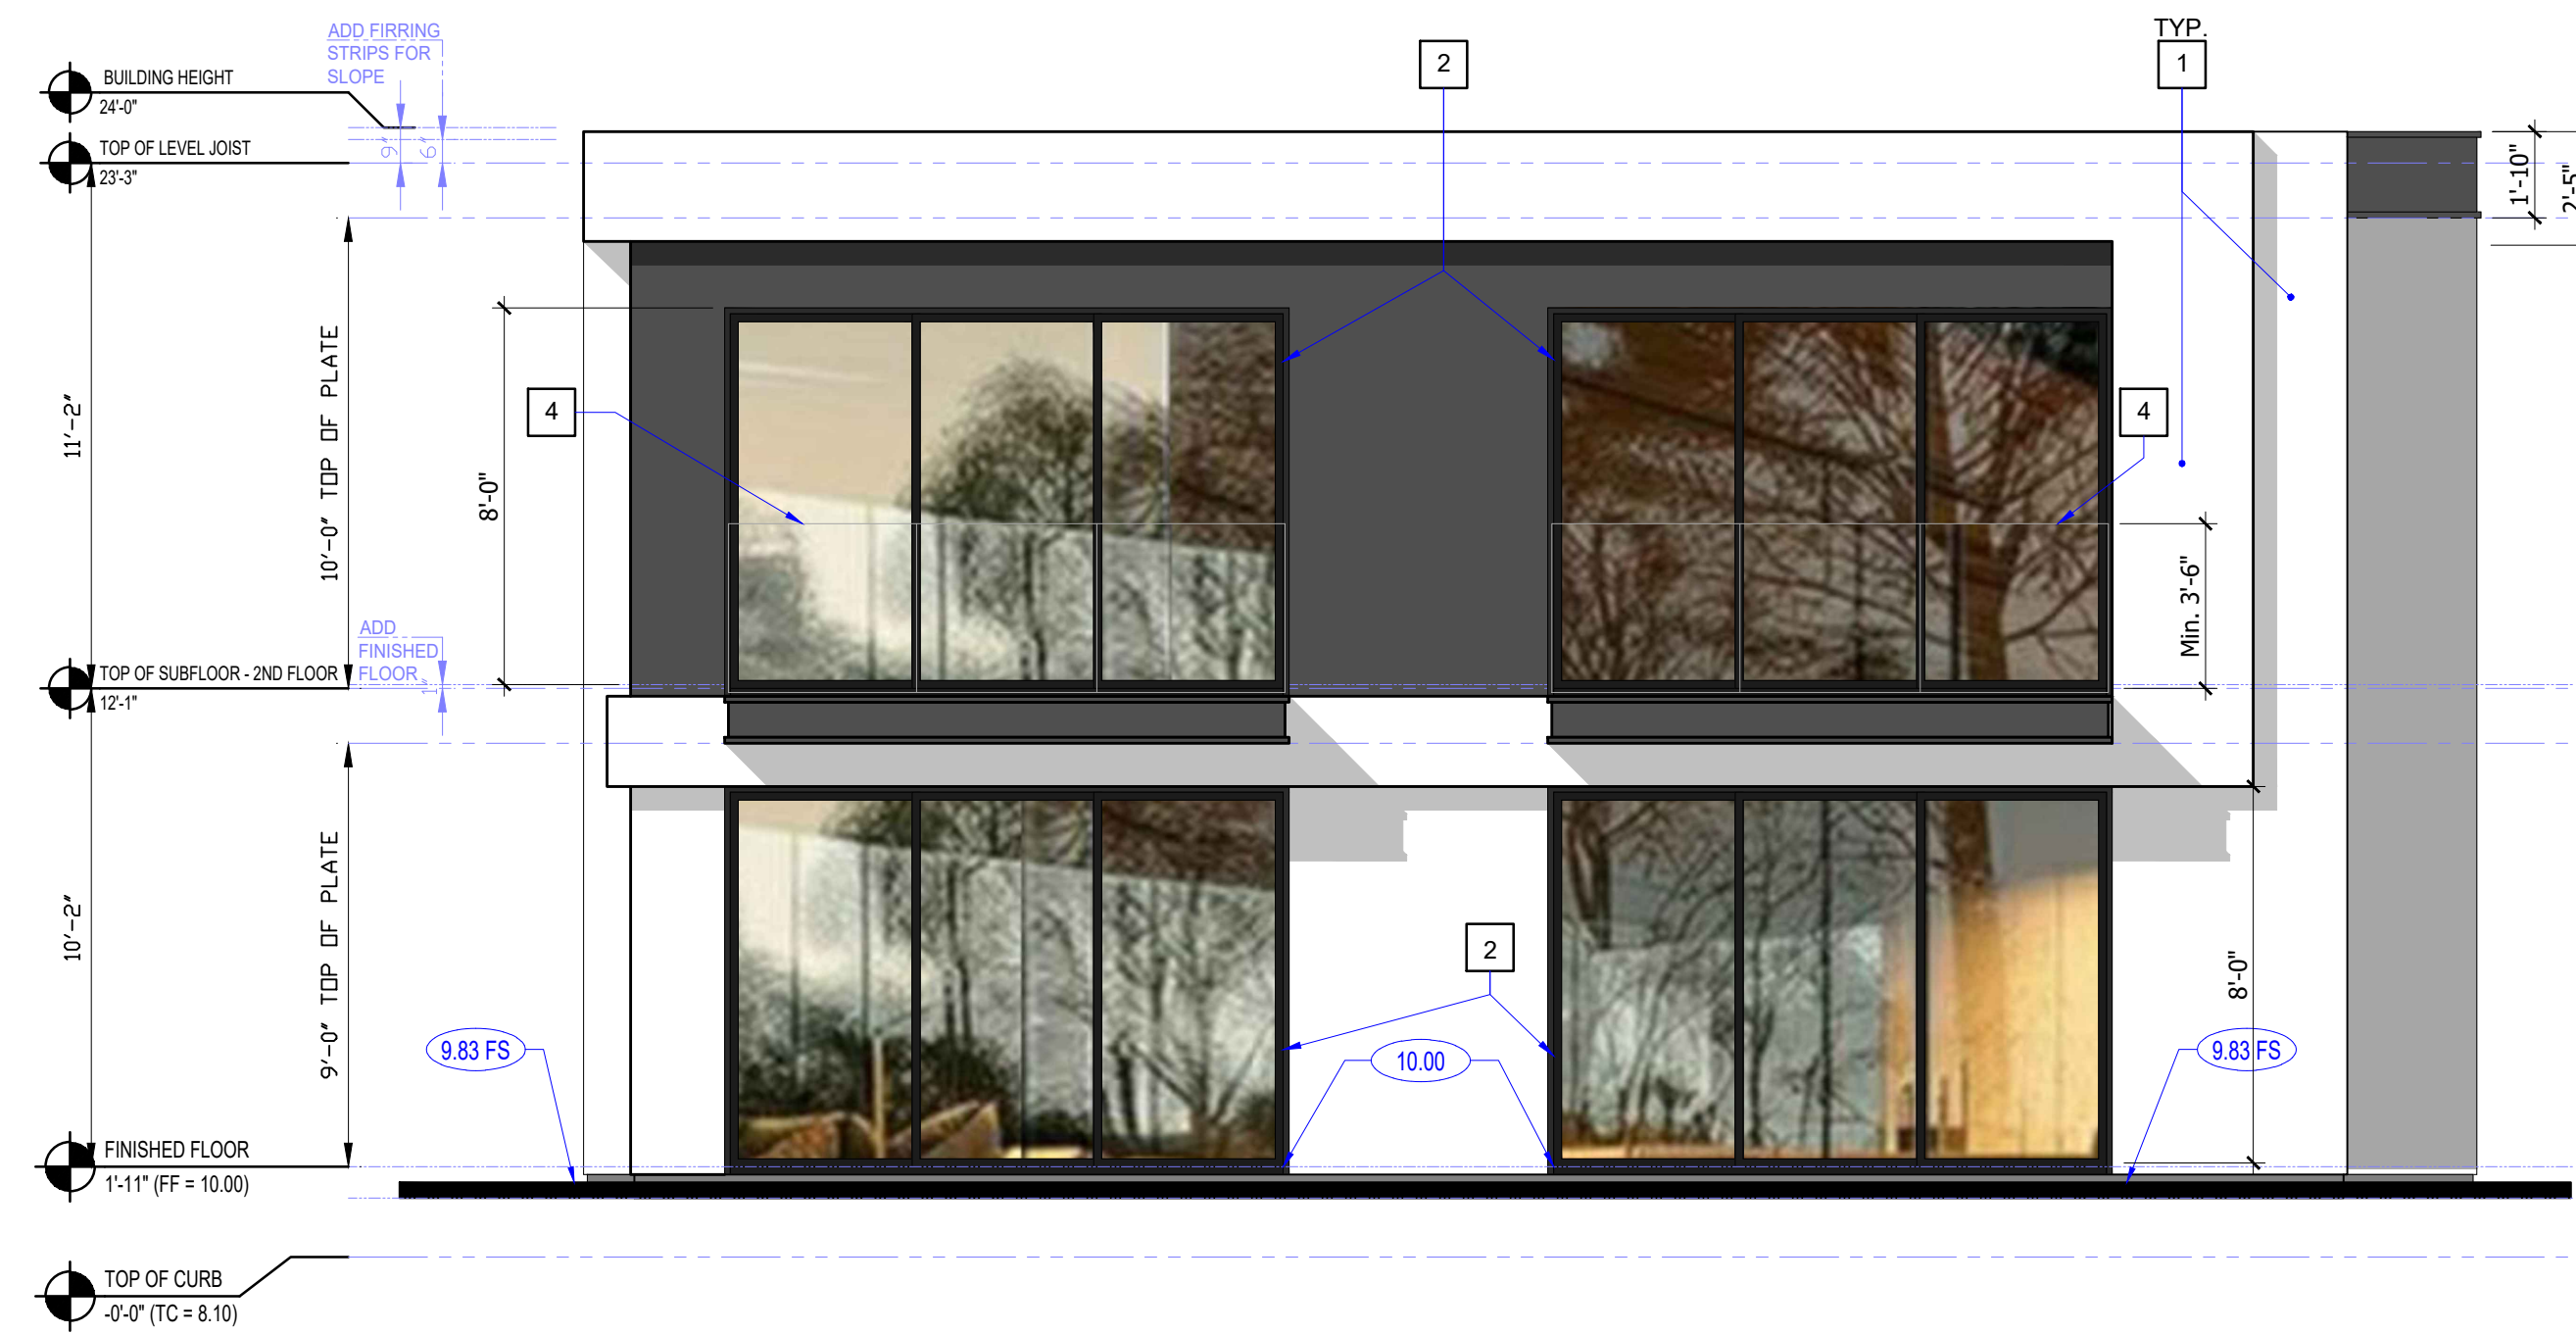 ADD FIRRING
STRIPS FOR
SLOPE
TYP.
2
1
BUILDING HEIGHT
24'-0"
TOP OF LEVEL JOIST
23'-3"
9"
6"
1'-10"
2'-5"
11'-2"
10'-0" TOP OF PLATE
8'-0"
4
4
Min. 3'-6"
ADD
FINISHED
FLOOR
1"
TOP OF SUBFLOOR - 2ND FLOOR
12'-1"
10'-2"
9'-0" TOP OF PLATE
2
8'-0"
9.83 FS
10.00
9.83 FS
FINISHED FLOOR
1'-11" (FF = 10.00)
TOP OF CURB
-0'-0" (TC = 8.10)